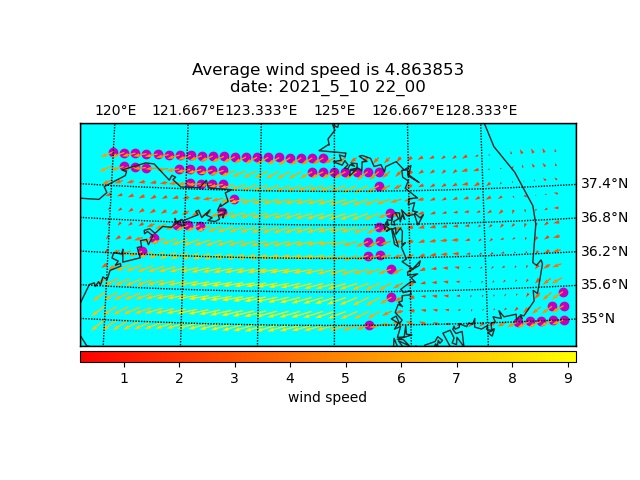 Average wind speed is 4.863853
date: 2021_5_10 22_00
120°E 121.667°E 123.333°E 125°E 126.667°E 128.333°E
37.4°N
36.8°N
36.2°N
35.6°N
35°N
1 2 3 4 5 6 7 8 9
wind speed